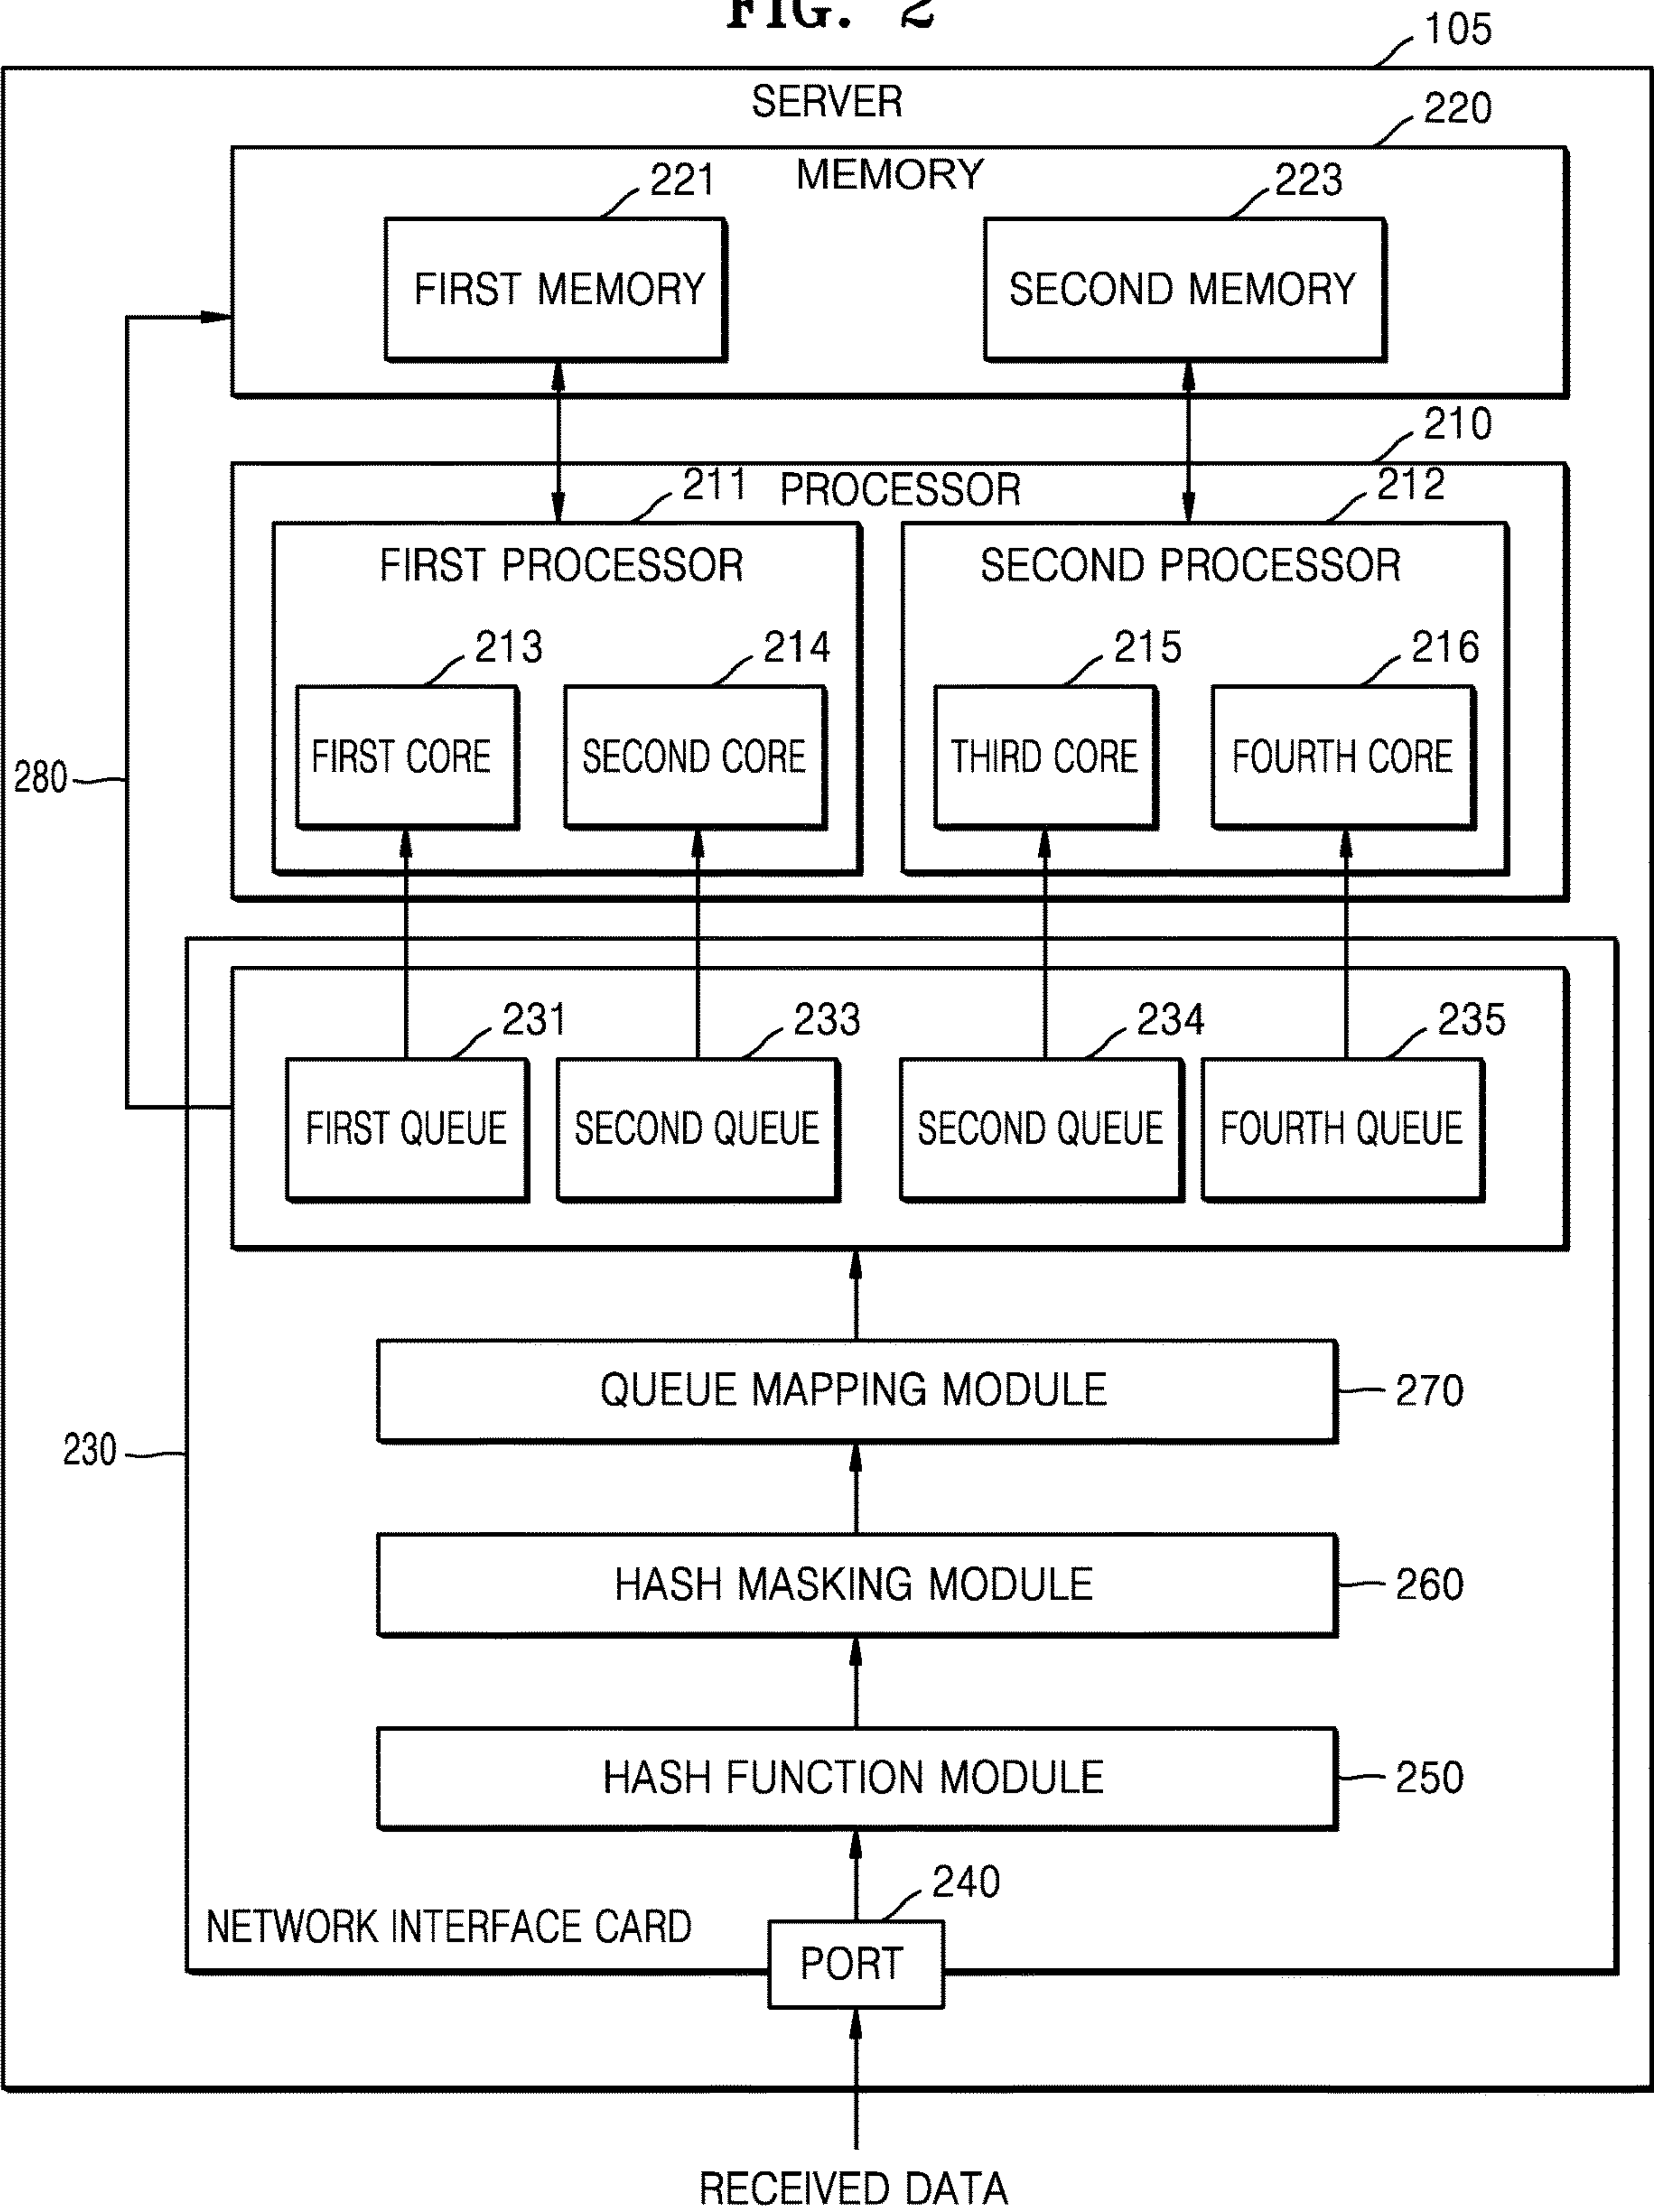 FIG. 2
105
SERVER
220
MEMORY
221
223
FIRST MEMORY
SECOND MEMORY
210
PROCESSOR
211
212
FIRST PROCESSOR
SECOND PROCESSOR
213
214
215
216
FIRST CORE
SECOND CORE
THIRD CORE
FOURTH CORE
280
231
233
234
235
FIRST QUEUE
SECOND QUEUE
SECOND QUEUE
FOURTH QUEUE
QUEUE MAPPING MODULE
270
230
HASH MASKING MODULE
260
HASH FUNCTION MODULE
250
240
NETWORK INTERFACE CARD
PORT
RECEIVED DATA